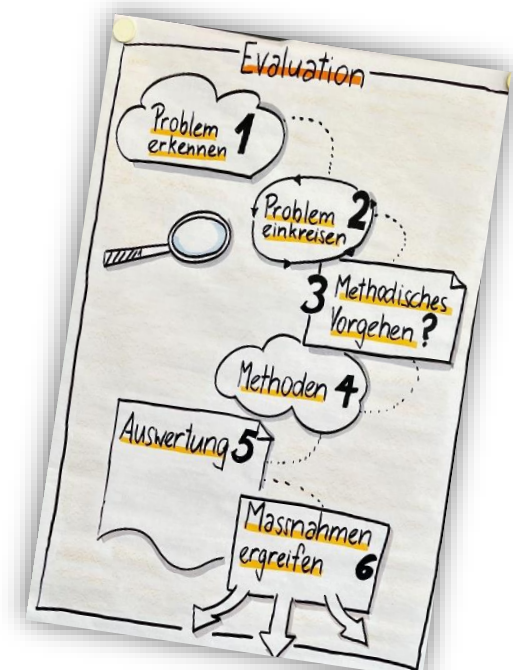 Evaluation
Problem
erkennen 1
Problem 2
einkreisen
3 Methodisches
Vorgehen ?
Methoden 4
Auswertung 5
Massnahmen
ergreifen 6